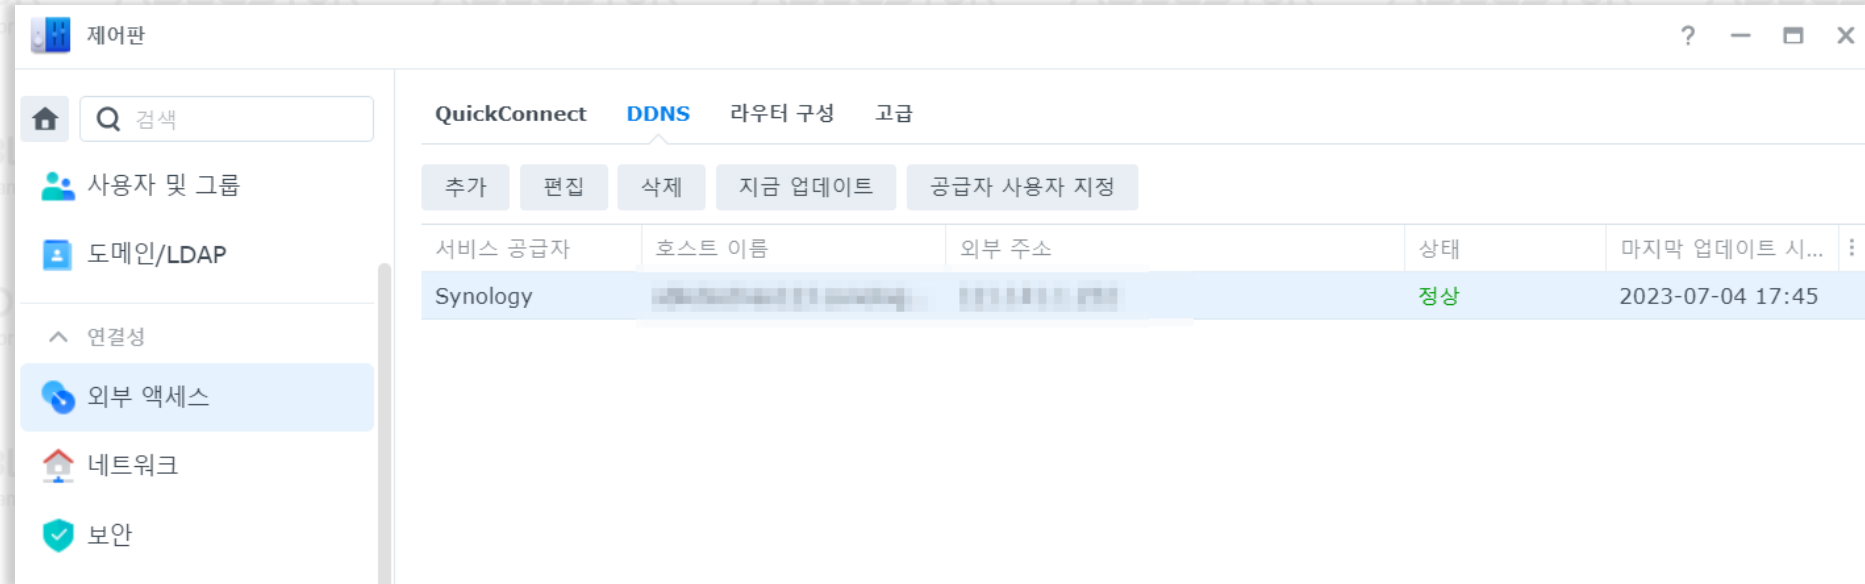 제어판
?
검색
사용자 및 그룹
도메인/LDAP
연결성
외부 액세스
네트워크
보안
QuickConnect DDNS 라우터 구성 고급
추가 편집 삭제 지금 업데이트 공급자 사용자 지정
서비스 공급자 호스트 이름 외부 주소 상태 마지막 업데이트 시...
Synology 정상 2023-07-04 17:45